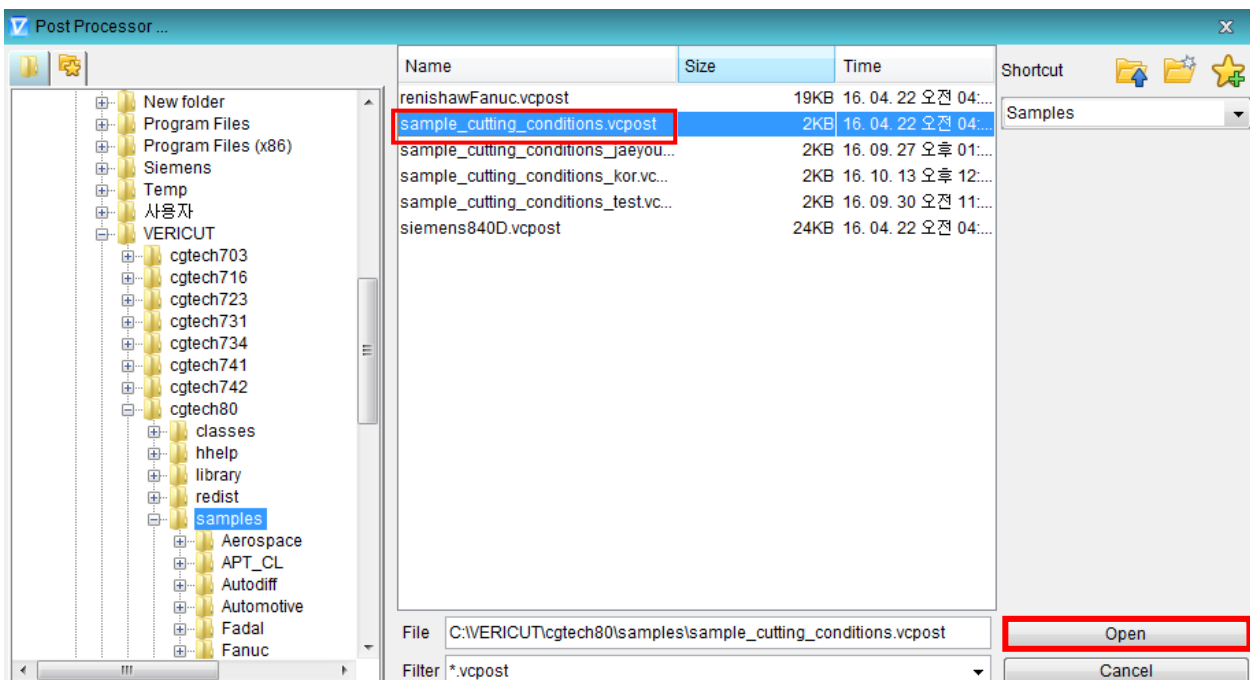 Post Processor ...
New folder
Program Files
Program Files (x86)
Siemens
Temp
사용자
VERICUT
cgtech703
cgtech716
cgtech723
cgtech731
cgtech734
cgtech741
cgtech742
cgtech80
classes
hhelp
library
redist
samples
Aerospace
APT_CL
Autodiff
Automotive
Fadal
Fanuc
Name Size Time
renishawFanuc.vcpost 19KB 16. 04. 22 오전 04:...
sample_cutting_conditions.vcpost 2KB 16. 04. 22 오전 04:...
sample_cutting_conditions_jaeyou... 2KB 16. 09. 27 오후 01:...
sample_cutting_conditions_kor.vc... 2KB 16. 10. 13 오후 12:...
sample_cutting_conditions_test.vc... 2KB 16. 09. 30 오전 11:...
siemens840D.vcpost 24KB 16. 04. 22 오전 04:...
File C:\VERICUT\cgtech80\samples\sample_cutting_conditions.vcpost
Filter *.vcpost
Shortcut
Samples
Open
Cancel